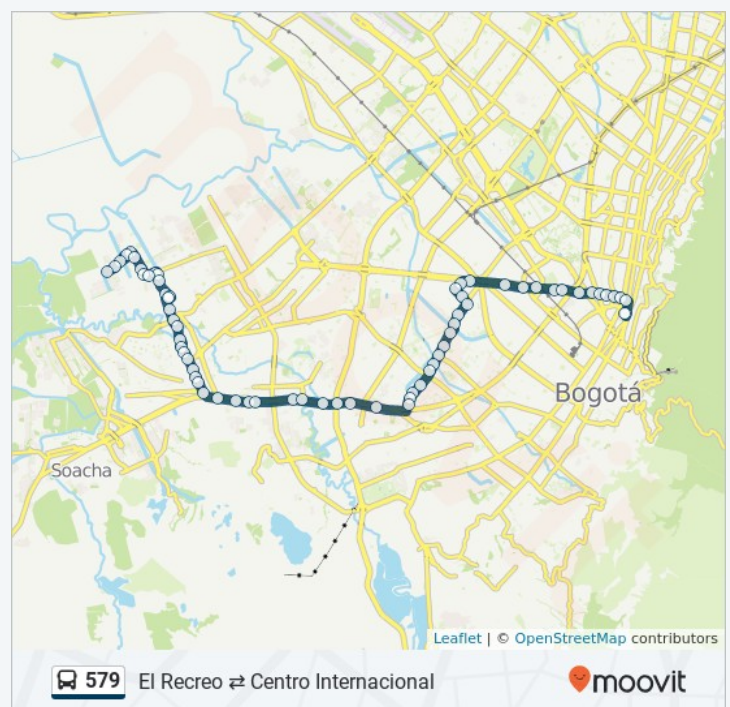 Bogotá
Soacha
Leaflet | © OpenStreetMap contributors
579 El Recreo ⇄ Centro Internacional
moovit